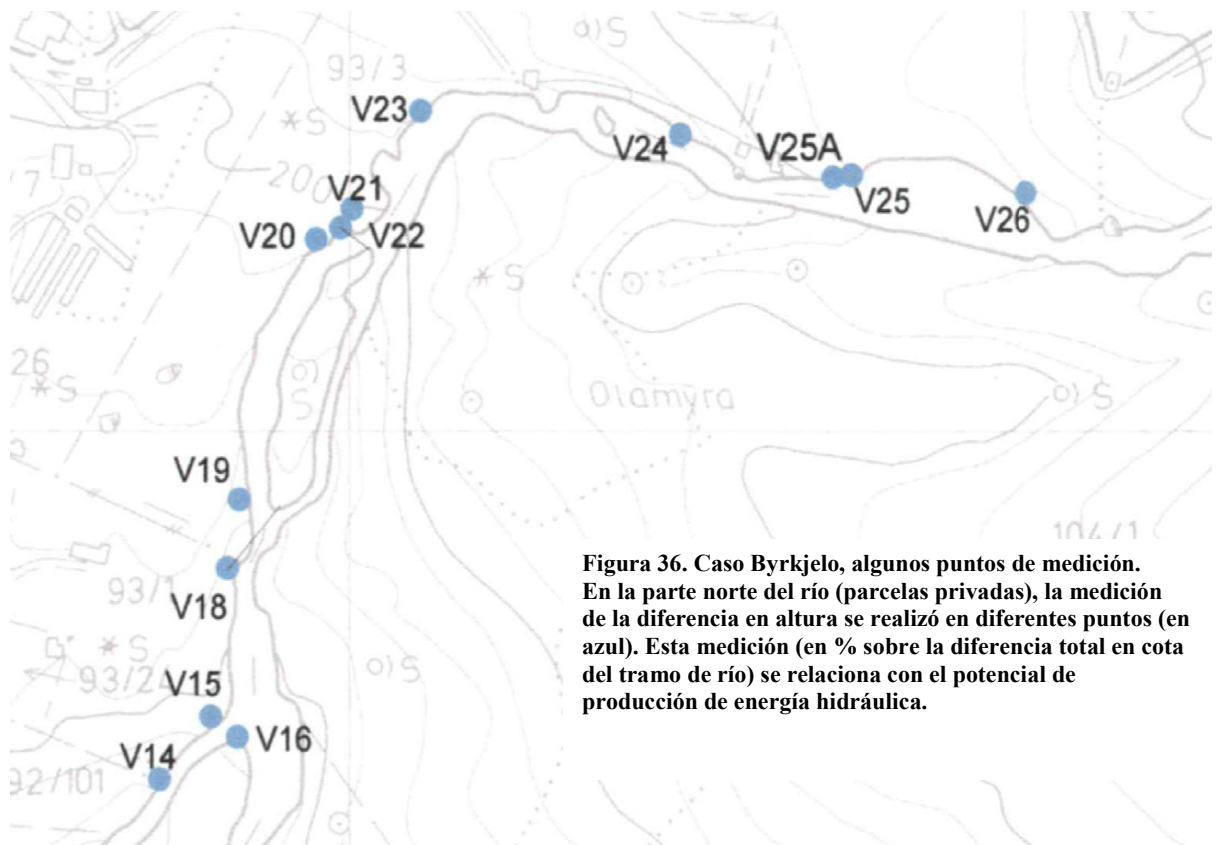 a)S
93/3
V23
*S
V24
V25A
200
V21
V25
V26
V20
V22
*S
26
*S
S(o
Olamyra
o)S
V19
104/1
93/1
V18
*S
o)S
93/2
V15
V16
V14
92/101
Figura 36. Caso Byrkjelo, algunos puntos de medición.
En la parte norte del río (parcelas privadas), la medición
de la diferencia en altura se realizó en diferentes puntos (en
azul). Esta medición (en % sobre la diferencia total en cota
del tramo de río) se relaciona con el potencial de
producción de energía hidráulica.